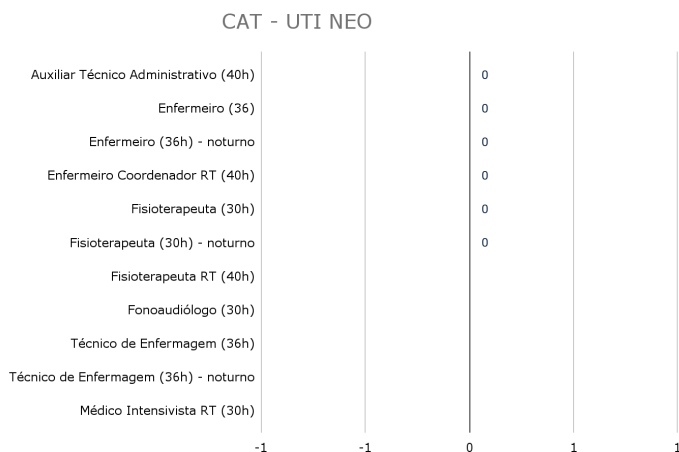 CAT - UTI NEO
Auxiliar Técnico Administrativo (40h) 0
Enfermeiro (36) 0
Enfermeiro (36h) - noturno 0
Enfermeiro Coordenador RT (40h) 0
Fisioterapeuta (30h) 0
Fisioterapeuta (30h) - noturno 0
Fisioterapeuta RT (40h)
Fonoaudiólogo (30h)
Técnico de Enfermagem (36h)
Técnico de Enfermagem (36h) - noturno
Médico Intensivista RT (30h)
-1 -1 0 1 1